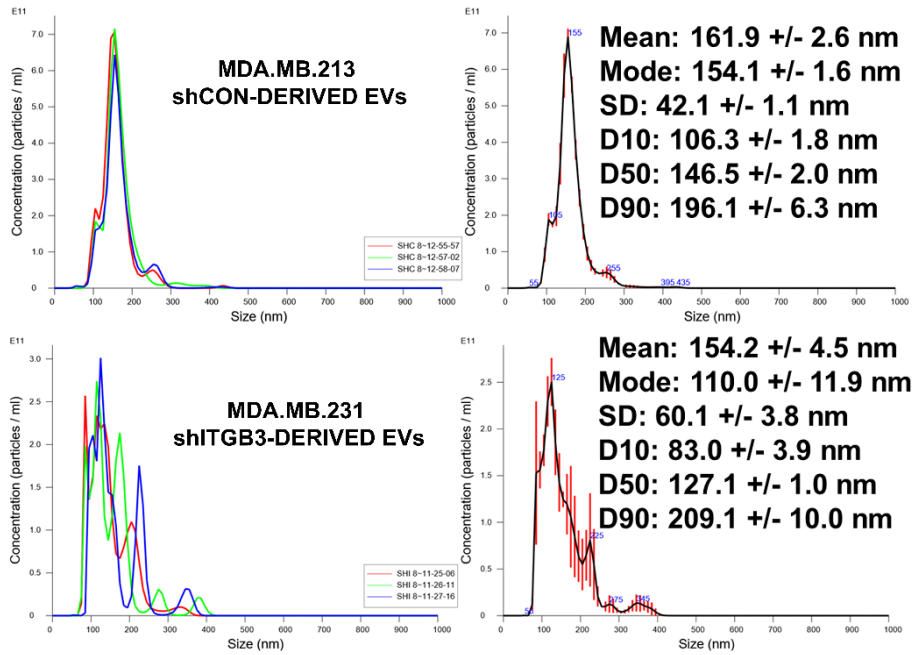 E11
Concentration (particles / ml)
7.0
6.0
5.0
4.0
3.0
2.0
1.0
0
MDA.MB.213
shCON-DERIVED EVs
SHC 8~12-55-57
SHC 8~12-57-02
SHC 8~12-58-07
0 100 200 300 400 500 600 700 800 900 1000
Size (nm)
E11
Concentration (particles / ml)
7.0
6.0
5.0
4.0
3.0
2.0
1.0
0
155
105
55
255
395 435
Mean: 161.9 +/- 2.6 nm
Mode: 154.1 +/- 1.6 nm
SD: 42.1 +/- 1.1 nm
D10: 106.3 +/- 1.8 nm
D50: 146.5 +/- 2.0 nm
D90: 196.1 +/- 6.3 nm
0 100 200 300 400 500 600 700 800 900 1000
Size (nm)
E11
Concentration (particles / ml)
3.0
2.5
2.0
1.5
1.0
0.5
0
MDA.MB.231
shITGB3-DERIVED EVs
SHI 8~11-25-06
SHI 8~11-26-11
SHI 8~11-27-16
0 100 200 300 400 500 600 700 800 900 1000
Size (nm)
E11
Concentration (particles / ml)
2.5
2.0
1.5
1.0
0.5
0
125
225
Mean: 154.2 +/- 4.5 nm
Mode: 110.0 +/- 11.9 nm
SD: 60.1 +/- 3.8 nm
D10: 83.0 +/- 3.9 nm
D50: 127.1 +/- 1.0 nm
D90: 209.1 +/- 10.0 nm
0 100 200 300 400 500 600 700 800 900 1000
Size (nm)